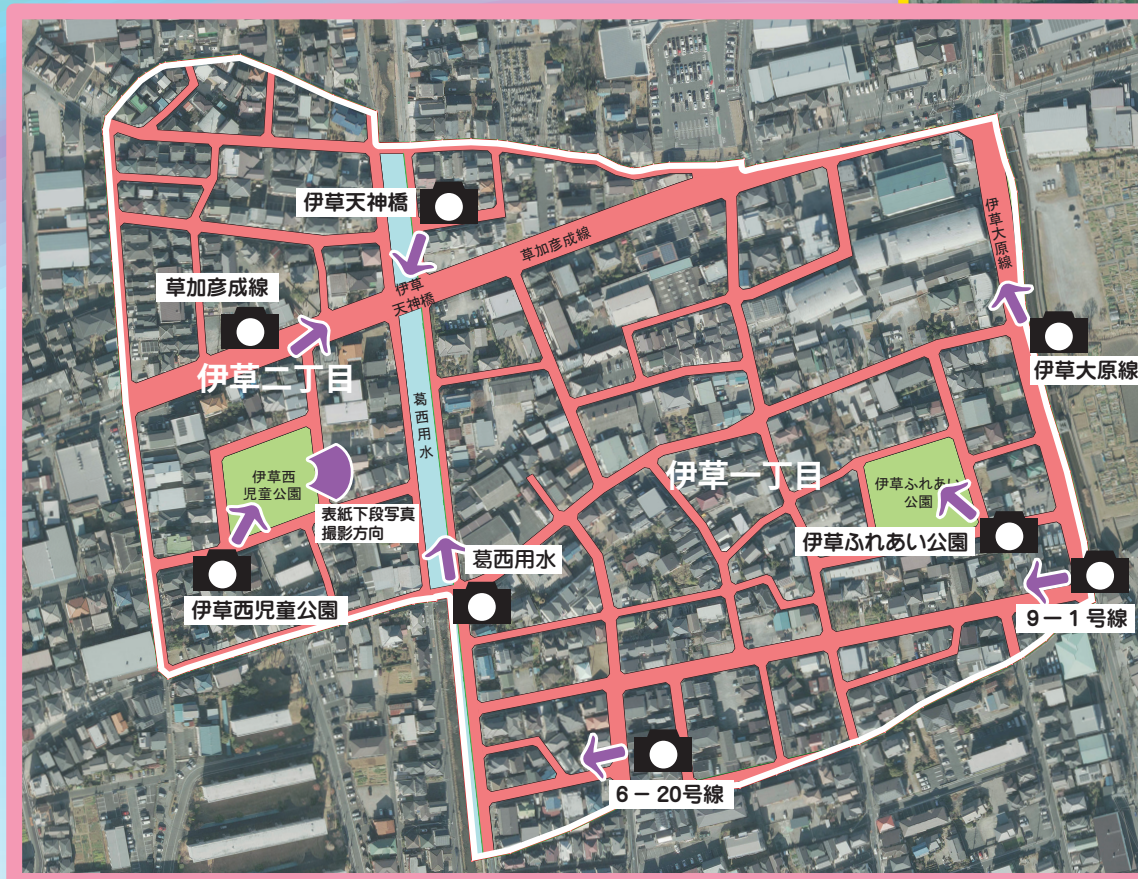 伊草天神橋
草加彦成線
伊草大原線
草加彦成線
伊草
天神橋
伊草大原線
伊草二丁目
葛西用水
伊草一丁目
伊草西
児童公園
伊草ふれあい
公園
表紙下段写真
撮影方向
伊草ふれあい公園
葛西用水
伊草西児童公園
9－1号線
6－20号線